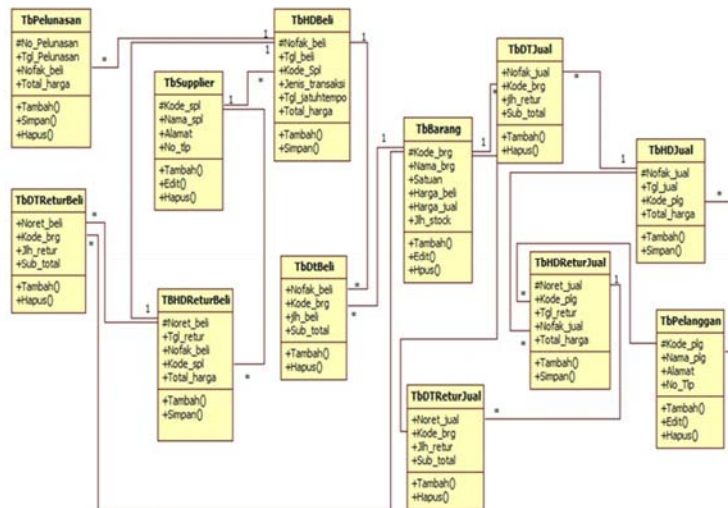 TbPelunasan
#No_Pelunasan
+Tgl_Pelunasan
+Nofak_beli
+Total_harga
+Tambah()
+Simpan()
+Hapus()
TbHDBeli
#Nofak_beli
+Tgl_beli
+Kode_Spl
+Jenis_transaksi
+Tgl_jatuhtempo
+Total_harga
+Tambah()
+Simpan()
TbSupplier
#Kode_spl
+Nama_spl
+Alamat
+No_tlp
+Tambah()
+Edit()
+Hapus()
TbDTJual
+Nofak_jual
+Kode_brg
+jlh_retur
+Sub_total
+Tambah()
+Hapus()
TbBarang
#Kode_brg
+Nama_brg
+Satuan
+Harga_beli
+Harga_jual
+Jlh_stock
+Tambah()
+Edit()
+Hpus()
TbHDJual
#Nofak_jual
+Tgl_jual
+Kode_plg
+Total_harga
+Tambah()
+Simpan()
TbDTReturBeli
+Noret_beli
+Kode_brg
+Jlh_retur
+Sub_total
+Tambah()
+Hapus()
TBHDReturBeli
#Noret_beli
+Tgl_retur
+Nofak_beli
+Kode_spl
+Total_harga
+Tambah()
+Simpan()
TbDtBeli
+Nofak_beli
+Kode_brg
+jlh_beli
+Sub_total
+Tambah()
+Hapus()
TbHDReturJual
#Noret_jual
+Kode_plg
+Tgl_retur
+Nofak_jual
+Total_harga
+Tambah()
+Simpan()
TbPelanggan
#Kode_plg
+Nama_plg
+Alamat
+No_Tlp
+Tambah()
+Edit()
+Hapus()
TbDTReturJual
+Noret_jual
+Kode_brg
+Jlh_retur
+Sub_total
+Tambah()
+Hapus()